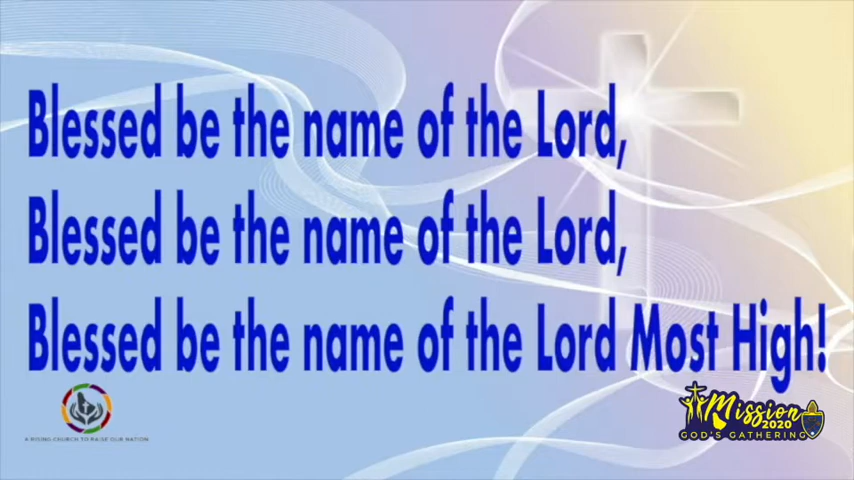 Blessed be the name of the Lord,
Blessed be the name of the Lord,
Blessed be the name of the Lord Most High!
A RISING CHURCH TO RAISE OUR NATION
Mission
2020
GOD'S GATHERING